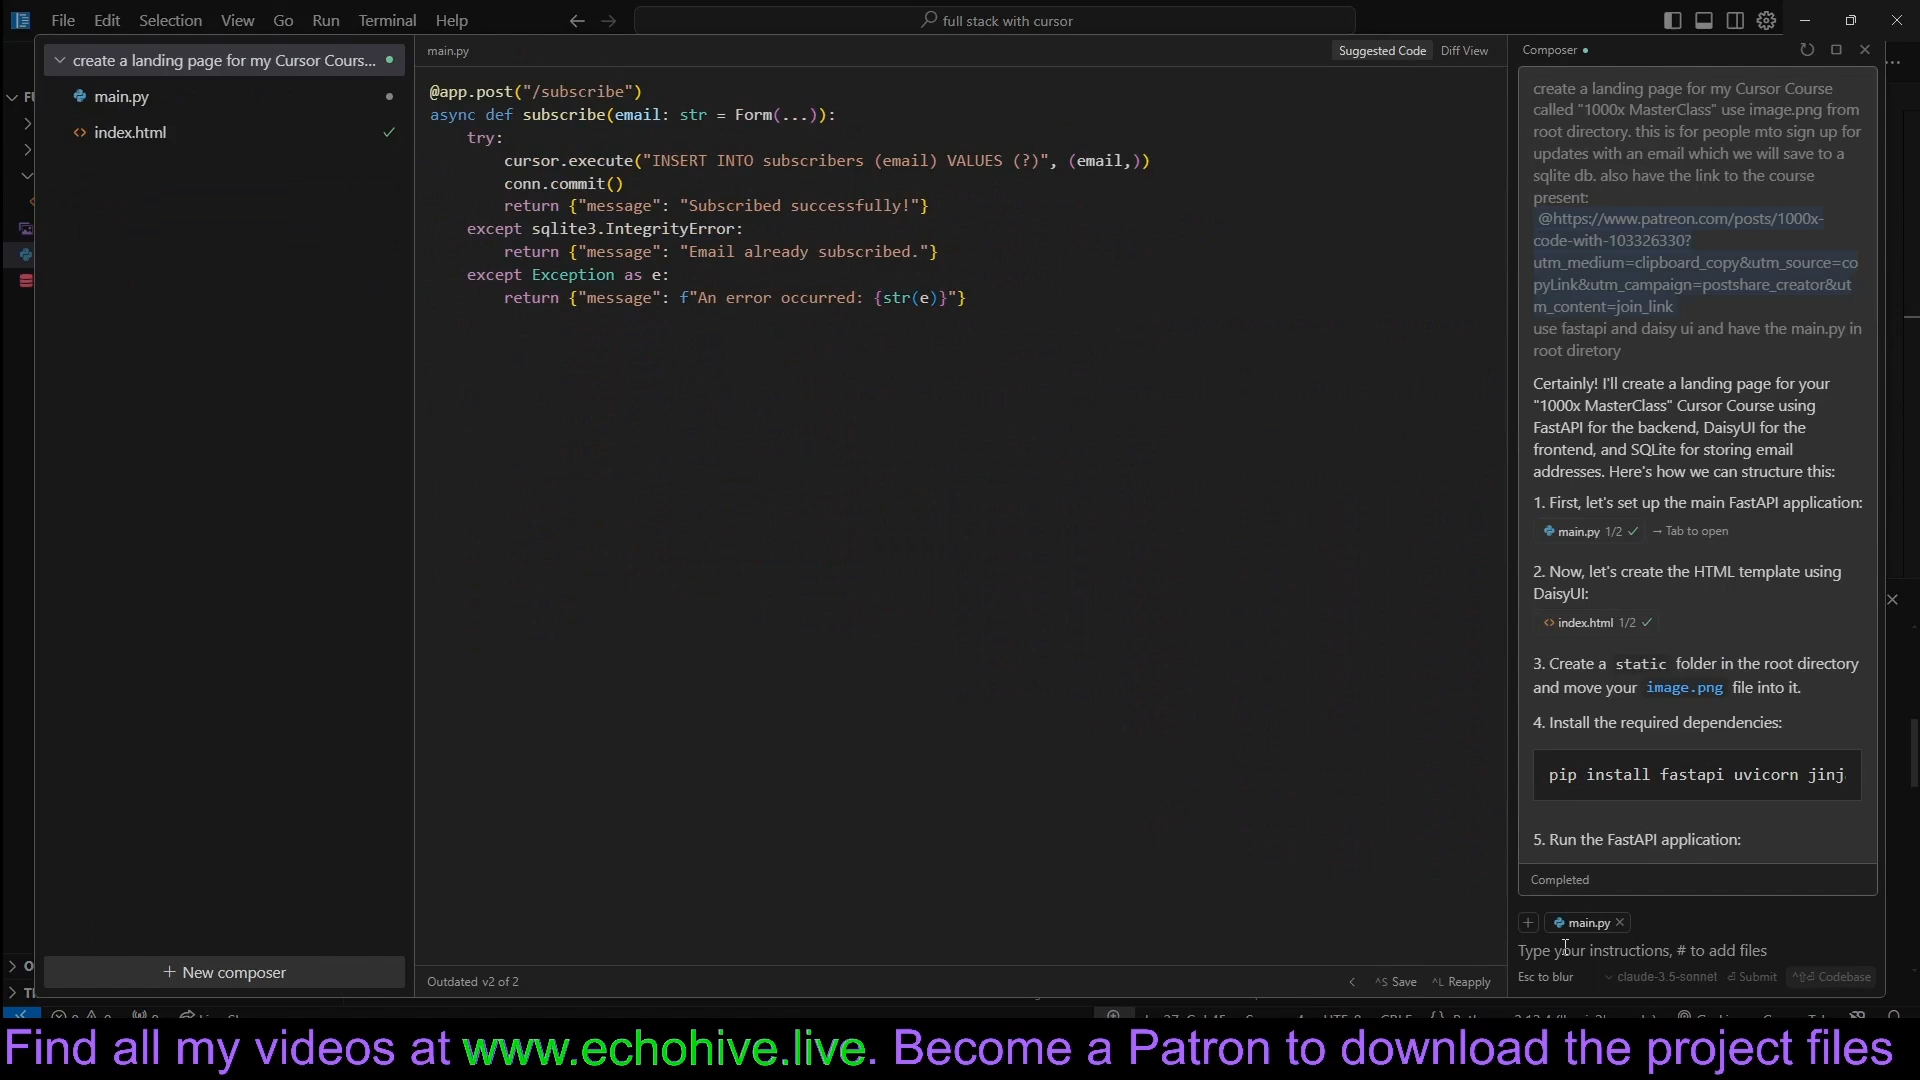 File Edit Selection View Go Run Terminal Help
full stack with cursor
create a landing page for my Cursor Cours...
main.py
index.html
New composer
main.py
Suggested Code Diff View
@app.post("/subscribe")
async def subscribe(email: str = Form(...)):
try:
cursor.execute("INSERT INTO subscribers (email) VALUES (?)", (email,))
conn.commit()
return {"message": "Subscribed successfully!"}
except sqlite3.IntegrityError:
return {"message": "Email already subscribed."}
except Exception as e:
return {"message": f"An error occurred: {str(e)}"}
Outdated v2 of 2
^S Save ^L Reapply
Composer
create a landing page for my Cursor Course
called "1000x MasterClass" use image.png from
root directory. this is for people mto sign up for
updates with an email which we will save to a
sqlite db. also have the link to the course
present:
@https://www.patreon.com/posts/1000x-
code-with-103326330?
utm_medium=clipboard_copy&utm_source=co
pyLink&utm_campaign=postshare_creator&ut
m_content=join_link
use fastapi and daisy ui and have the main.py in
root diretory
Certainly! I'll create a landing page for your
"1000x MasterClass" Cursor Course using
FastAPI for the backend, DaisyUI for the
frontend, and SQLite for storing email
addresses. Here's how we can structure this:
1. First, let's set up the main FastAPI application:
main.py 1/2 → Tab to open
2. Now, let's create the HTML template using
DaisyUI:
index.html 1/2
3. Create a static folder in the root directory
and move your image.png file into it.
4. Install the required dependencies:
pip install fastapi uvicorn jinj
5. Run the FastAPI application:
Completed
main.py
Type your instructions, # to add files
Esc to blur claude-3.5-sonnet Submit Codebase
Find all my videos at www.echohive.live. Become a Patron to download the project files